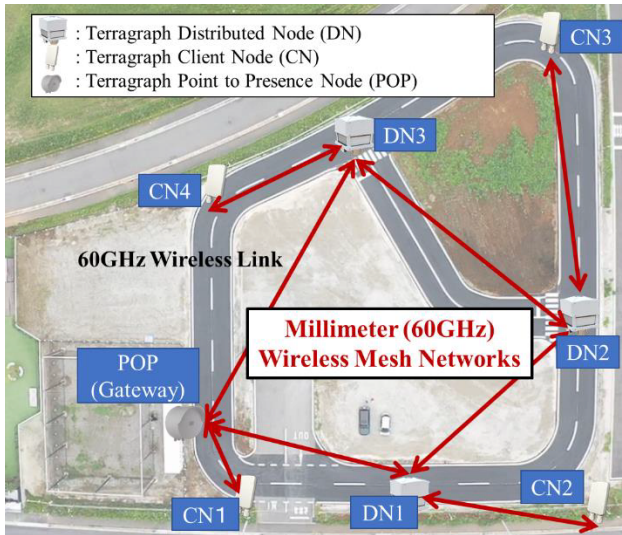 : Terragraph Distributed Node (DN)
: Terragraph Client Node (CN)
: Terragraph Point to Presence Node (POP)
CN3
DN3
CN4
60GHz Wireless Link
Millimeter (60GHz)
Wireless Mesh Networks
DN2
POP
(Gateway)
CN1
DN1
CN2